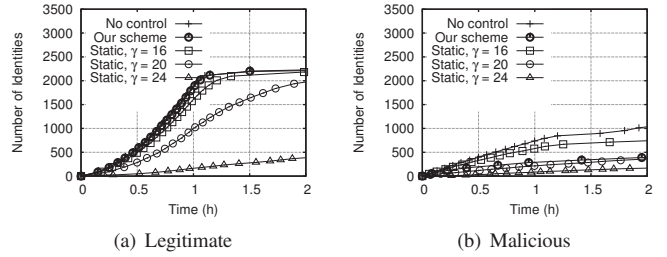 Number of Identities
3500
3000
2500
2000
1500
1000
500
0
No control
Our scheme
Static, γ = 16
Static, γ = 20
Static, γ = 24
0
0.5
1
1.5
2
Time (h)
(a) Legitimate
Number of Identities
3500
3000
2500
2000
1500
1000
500
0
No control
Our scheme
Static, γ = 16
Static, γ = 20
Static, γ = 24
0
0.5
1
1.5
2
Time (h)
(b) Malicious